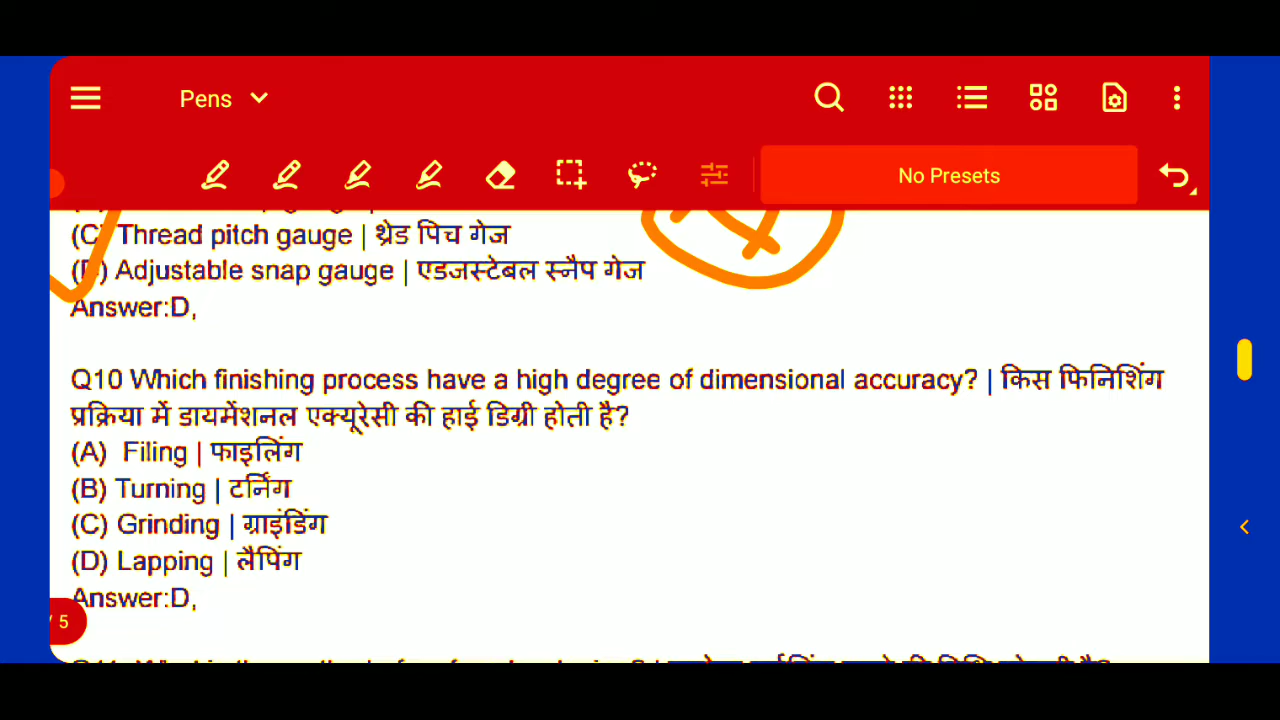 Pens
No Presets
(C) Thread pitch gauge | थ्रेड पिच गेज
(D) Adjustable snap gauge | एडजस्टेबल स्नैप गेज
Answer:D,
Q10 Which finishing process have a high degree of dimensional accuracy? | किस फिनिशिंग
प्रक्रिया में डायमेंशनल एक्यूरेसी की हाई डिग्री होती है?
(A) Filing | फाइलिंग
(B) Turning | टर्निंग
(C) Grinding | ग्राइंडिंग
(D) Lapping | लैपिंग
Answer:D,
/ 5